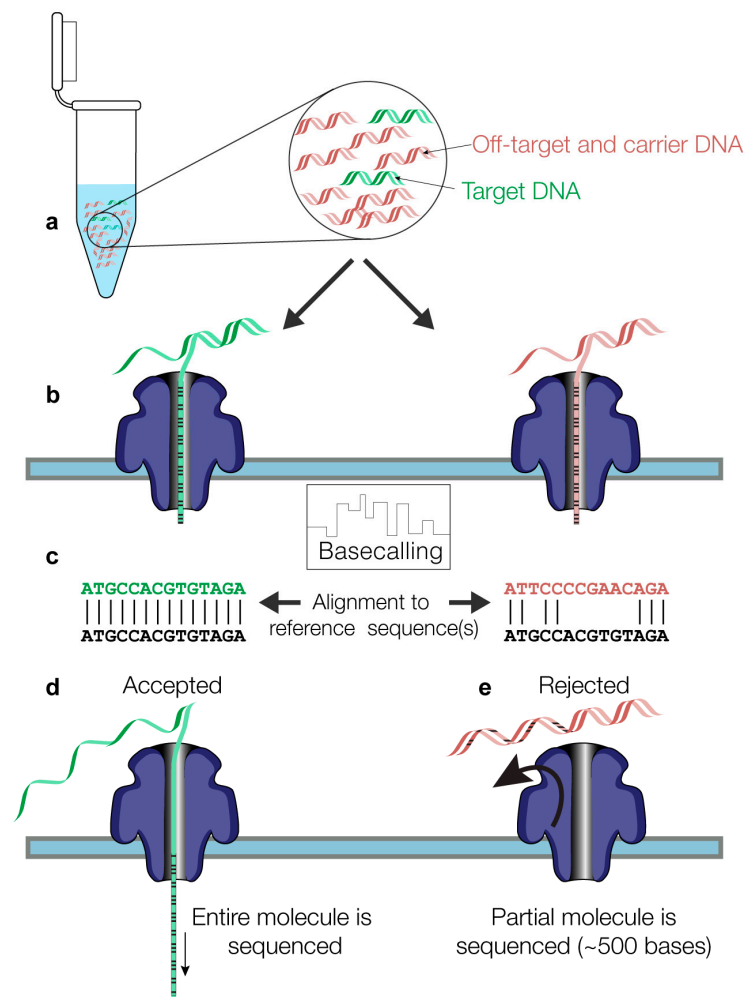 Off-target and carrier DNA
Target DNA
a
b
Basecalling
c
ATGCCACGTGTAGA
ATGCCACGTGTAGA
Alignment to
reference sequence(s)
ATTCCCCGAACAGA
ATGCCACGTGTAGA
d
Accepted
e
Rejected
Entire molecule is
sequenced
Partial molecule is
sequenced (~500 bases)